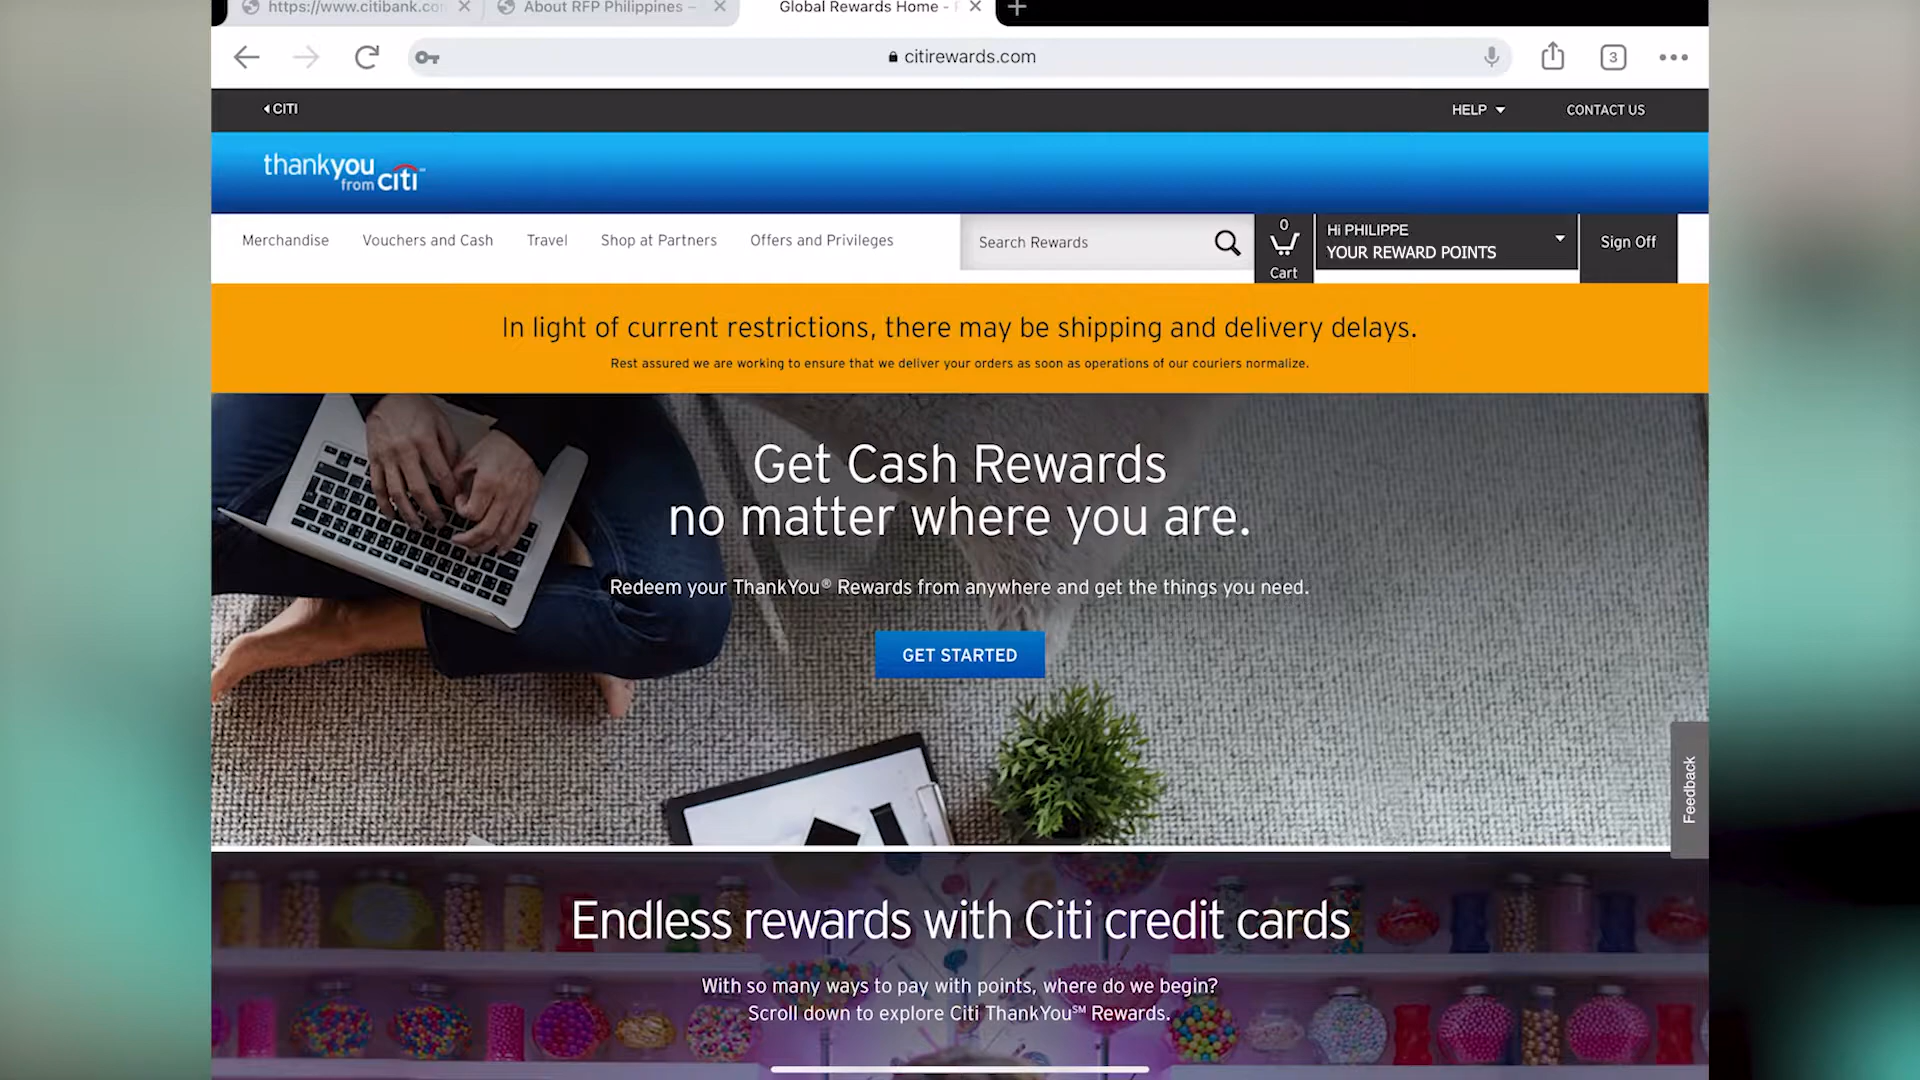 https://www.citibank.co
About RFP Philippines –
Global Rewards Home -
citirewards.com
3
CITI
HELP
CONTACT US
thankyou
from citi
Merchandise
Vouchers and Cash
Travel
Shop at Partners
Offers and Privileges
Search Rewards
0
Cart
Hi PHILIPPE
YOUR REWARD POINTS
Sign Off
In light of current restrictions, there may be shipping and delivery delays.
Rest assured we are working to ensure that we deliver your orders as soon as operations of our couriers normalize.
Get Cash Rewards
no matter where you are.
Redeem your ThankYou® Rewards from anywhere and get the things you need.
GET STARTED
Feedback
Endless rewards with Citi credit cards
With so many ways to pay with points, where do we begin?
Scroll down to explore Citi ThankYou℠ Rewards.